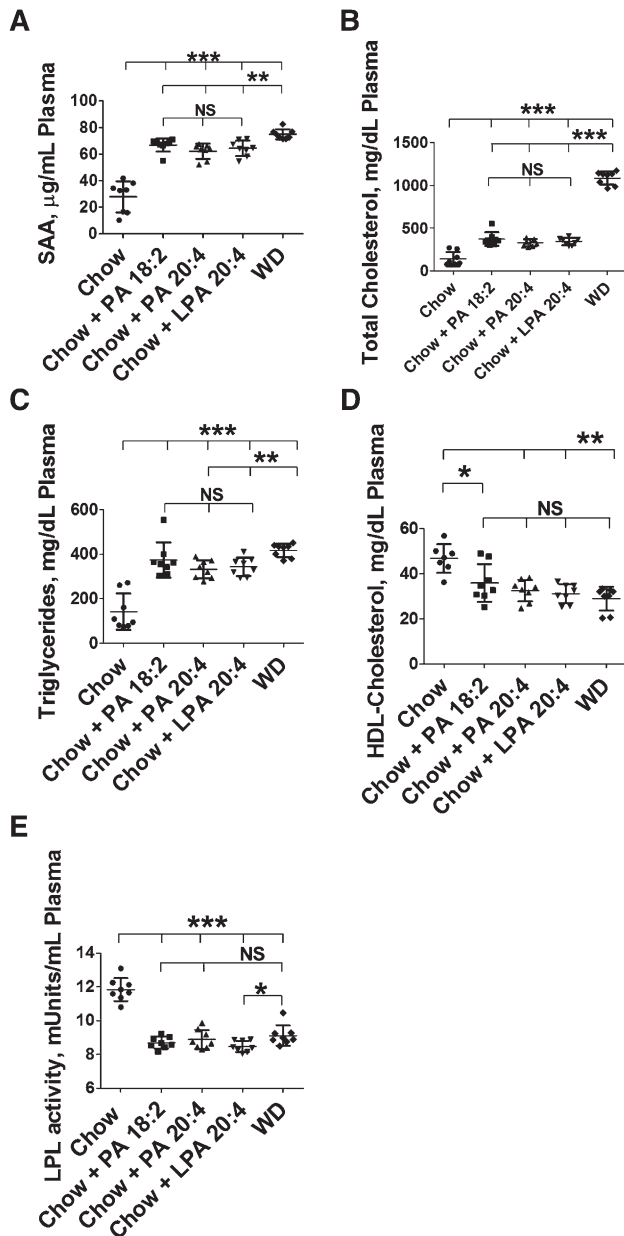 A
***
**
NS
SAA, μg/mL Plasma
100
80
60
40
20
0
Chow
Chow + PA 18:2
Chow + PA 20:4
Chow + LPA 20:4
WD
B
***
***
NS
Total Cholesterol, mg/dL Plasma
1500
1000
500
0
Chow
Chow + PA 18:2
Chow + PA 20:4
Chow + LPA 20:4
WD
C
***
**
NS
Triglycerides, mg/dL Plasma
600
400
200
0
Chow
Chow + PA 18:2
Chow + PA 20:4
Chow + LPA 20:4
WD
D
**
*
NS
HDL-Cholesterol, mg/dL Plasma
60
40
20
0
Chow
Chow + PA 18:2
Chow + PA 20:4
Chow + LPA 20:4
WD
E
***
NS
*
LPL activity, mUnits/mL Plasma
14
12
10
8
6
Chow
Chow + PA 18:2
Chow + PA 20:4
Chow + LPA 20:4
WD